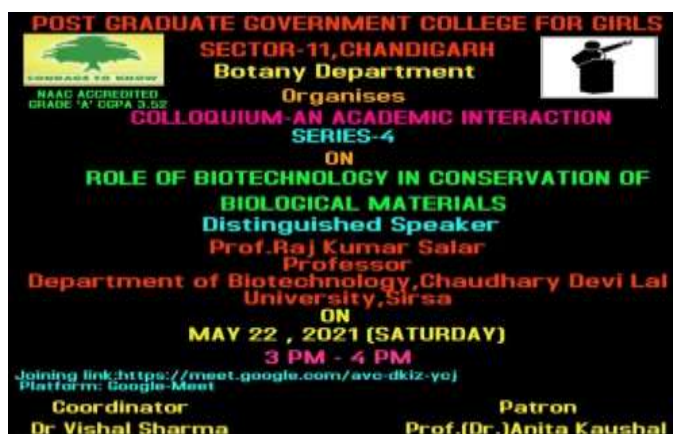 POST GRADUATE GOVERNMENT COLLEGE FOR GIRLS
SECTOR-11,CHANDIGARH
Botany Department
COURAGE TO KNOW
NAAC ACCREDITED
GRADE 'A' CGPA 3.52
Organises
COLLOQUIUM-AN ACADEMIC INTERACTION
SERIES-4
ON
ROLE OF BIOTECHNOLOGY IN CONSERVATION OF
BIOLOGICAL MATERIALS
Distinguished Speaker
Prof.Raj Kumar Salar
Professor
Department of Biotechnology,Chaudhary Devi Lal
University,Sirsa
ON
MAY 22 , 2021 (SATURDAY)
3 PM - 4 PM
Joining link:https://meet.google.com/avc-dkiz-ycj
Platform: Google-Meet
Coordinator
Patron
Dr Vishal Sharma
Prof.(Dr.)Anita Kaushal